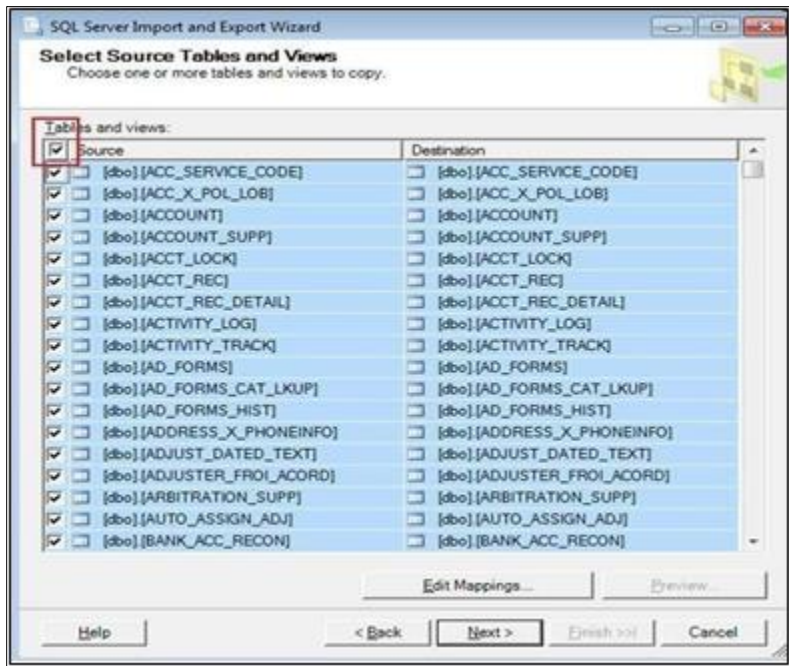 SQL Server Import and Export Wizard
Select Source Tables and Views
Choose one or more tables and views to copy.
Tables and views:
Source Destination
[dbo].[ACC_SERVICE_CODE] [dbo].[ACC_SERVICE_CODE]
[dbo].[ACC_X_POL_LOB] [dbo].[ACC_X_POL_LOB]
[dbo].[ACCOUNT] [dbo].[ACCOUNT]
[dbo].[ACCOUNT_SUPP] [dbo].[ACCOUNT_SUPP]
[dbo].[ACCT_LOCK] [dbo].[ACCT_LOCK]
[dbo].[ACCT_REC] [dbo].[ACCT_REC]
[dbo].[ACCT_REC_DETAIL] [dbo].[ACCT_REC_DETAIL]
[dbo].[ACTIVITY_LOG] [dbo].[ACTIVITY_LOG]
[dbo].[ACTIVITY_TRACK] [dbo].[ACTIVITY_TRACK]
[dbo].[AD_FORMS] [dbo].[AD_FORMS]
[dbo].[AD_FORMS_CAT_LKUP] [dbo].[AD_FORMS_CAT_LKUP]
[dbo].[AD_FORMS_HIST] [dbo].[AD_FORMS_HIST]
[dbo].[ADDRESS_X_PHONEINFO] [dbo].[ADDRESS_X_PHONEINFO]
[dbo].[ADJUST_DATED_TEXT] [dbo].[ADJUST_DATED_TEXT]
[dbo].[ADJUSTER_FROI_ACORD] [dbo].[ADJUSTER_FROI_ACORD]
[dbo].[ARBITRATION_SUPP] [dbo].[ARBITRATION_SUPP]
[dbo].[AUTO_ASSIGN_ADJ] [dbo].[AUTO_ASSIGN_ADJ]
[dbo].[BANK_ACC_RECON] [dbo].[BANK_ACC_RECON]
Edit Mappings... Preview...
Help < Back Next > Finish >>| Cancel